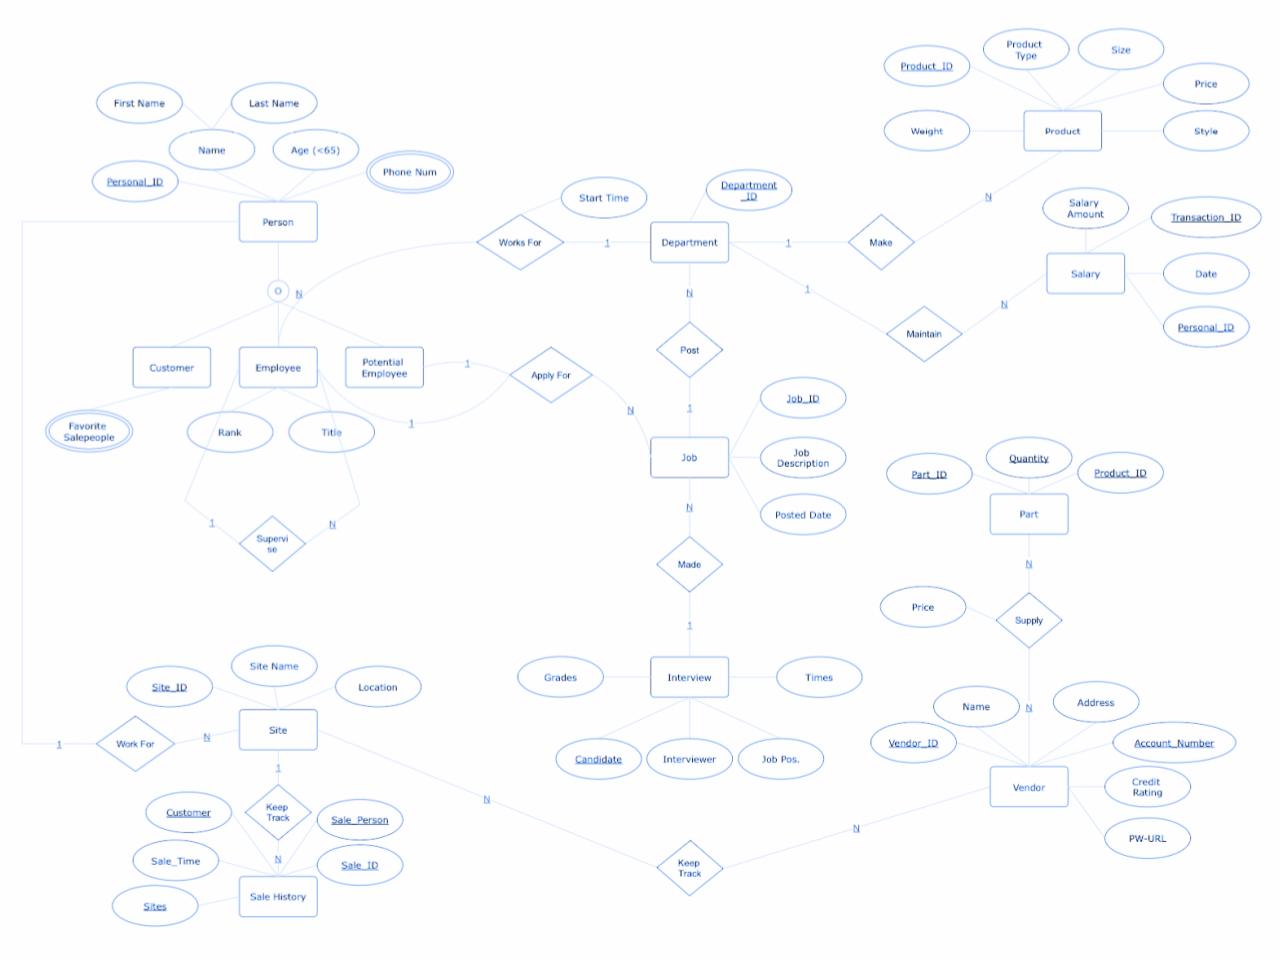 Product_ID
Product
Type
Size
Price
Weight
Product
Style
First Name
Last Name
Name
Age (<65)
Phone Num
Personal_ID
Person
Start Time
Department
_ID
N
Salary
Amount
Transaction_ID
Works For
1
Department
1
Make
Salary
Date
O
N
N
1
N
Maintain
Personal_ID
Customer
Employee
Potential
Employee
1
Apply For
Post
Favorite
Salepeople
Rank
Title
1
N
1
Job_ID
Job
Job
Description
Posted Date
Part_ID
Quantity
Product_ID
Part
1
N
Supervi
se
N
Made
N
Price
Supply
1
Site_ID
Site Name
Location
Grades
Interview
Times
Work For
1
N
Site
Candidate
Interviewer
Job Pos.
N
Name
Address
Vendor_ID
Account_Number
Vendor
Credit
Rating
PW-URL
1
Keep
Track
Customer
Sale_Person
N
N
N
Sale_Time
Sale_ID
Sites
Sale History
Keep
Track